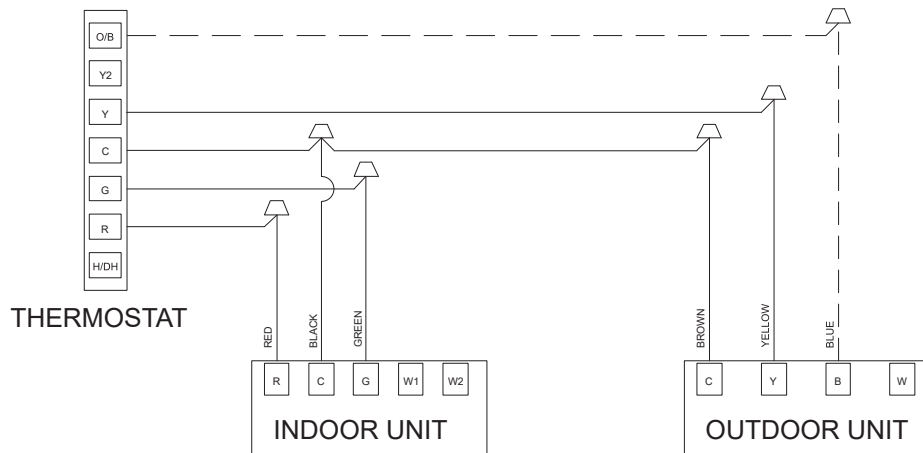 O/B
Y2
Y
C
G
R
H/DH
THERMOSTAT
RED
BLACK
GREEN
BROWN
YELLOW
BLUE
R
C
G
W1
W2
C
Y
B
W
INDOOR UNIT
OUTDOOR UNIT